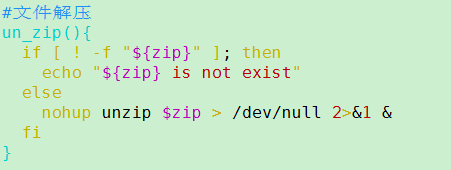 #文件解压
un_zip(){
  if [ ! -f "${zip}" ]; then
    echo "${zip} is not exist"
  else
    nohup unzip $zip > /dev/null 2>&1 &
  fi
}